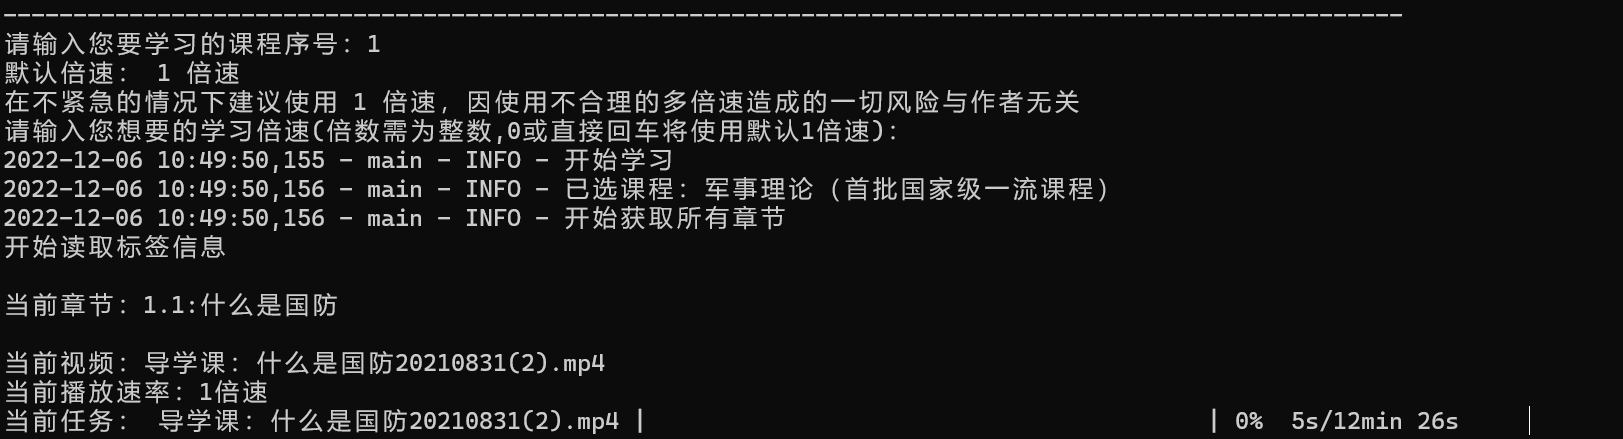 ----------------------------------------------------------------------------------------------------
请输入您要学习的课程序号：1
默认倍速： 1 倍速
在不紧急的情况下建议使用 1 倍速，因使用不合理的多倍速造成的一切风险与作者无关
请输入您想要的学习倍速(倍数需为整数,0或直接回车将使用默认1倍速)：
2022-12-06 10:49:50,155 - main - INFO - 开始学习
2022-12-06 10:49:50,156 - main - INFO - 已选课程：军事理论（首批国家级一流课程）
2022-12-06 10:49:50,156 - main - INFO - 开始获取所有章节
开始读取标签信息
当前章节：1.1:什么是国防
当前视频：导学课：什么是国防20210831(2).mp4
当前播放速率：1倍速
当前任务： 导学课：什么是国防20210831(2).mp4 |                                        | 0%  5s/12min 26s